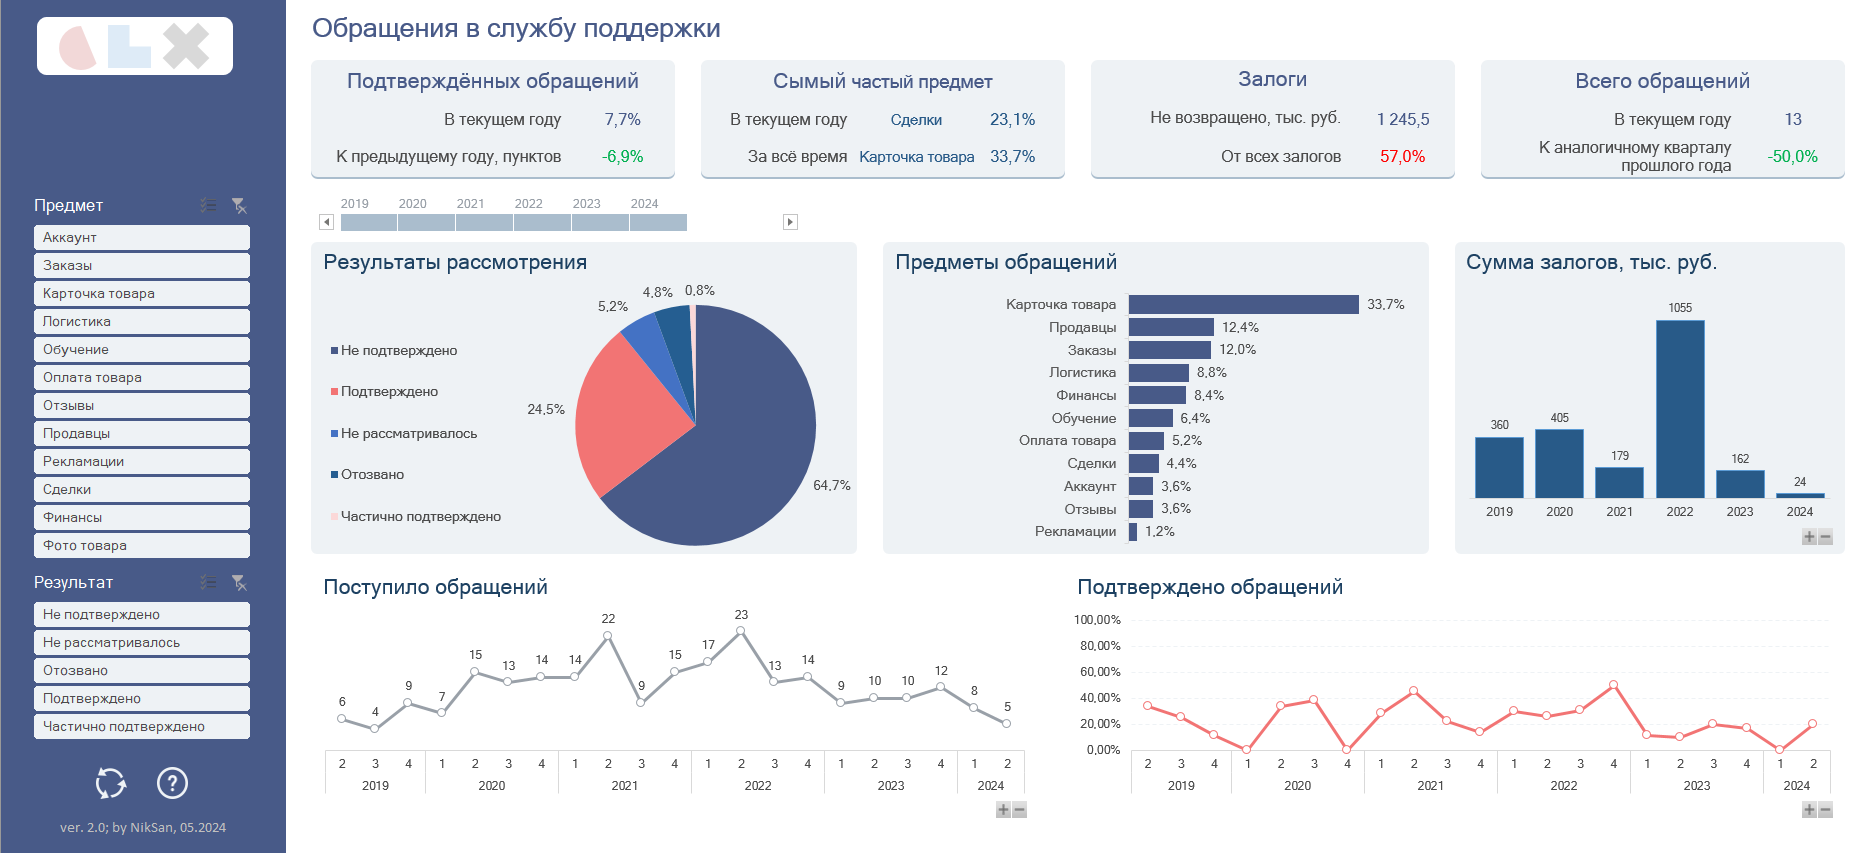 Обращения в службу поддержки
Подтверждённых обращений
В текущем году 7,7%
К предыдущему году, пунктов -6,9%
Сымый частый предмет
В текущем году Сделки 23,1%
За всё время Карточка товара 33,7%
Залоги
Не возвращено, тыс. руб. 1 245,5
От всех залогов 57,0%
Всего обращений
В текущем году 13
К аналогичному кварталу
прошлого года -50,0%
Предмет
Аккаунт
Заказы
Карточка товара
Логистика
Обучение
Оплата товара
Отзывы
Продавцы
Рекламации
Сделки
Финансы
Фото товара
Результат
Не подтверждено
Не рассматривалось
Отозвано
Подтверждено
Частично подтверждено
ver. 2.0; by NikSan, 05.2024
2019 2020 2021 2022 2023 2024
Результаты рассмотрения
Не подтверждено
Подтверждено
Не рассматривалось
Отозвано
Частично подтверждено
5,2% 4,8% 0,8%
24,5%
64,7%
Предметы обращений
Карточка товара 33,7%
Продавцы 12,4%
Заказы 12,0%
Логистика 8,8%
Финансы 8,4%
Обучение 6,4%
Оплата товара 5,2%
Сделки 4,4%
Аккаунт 3,6%
Отзывы 3,6%
Рекламации 1,2%
Сумма залогов, тыс. руб.
360 405 179 1055 162 24
2019 2020 2021 2022 2023 2024
Поступило обращений
6 4 9 7 15 13 14 14 22 9 15 17 23 13 14 9 10 10 12 8 5
2 3 4 1 2 3 4 1 2 3 4 1 2 3 4 1 2 3 4 1 2
2019 2020 2021 2022 2023 2024
Подтверждено обращений
100,00%
80,00%
60,00%
40,00%
20,00%
0,00%
2 3 4 1 2 3 4 1 2 3 4 1 2 3 4 1 2 3 4 1 2
2019 2020 2021 2022 2023 2024